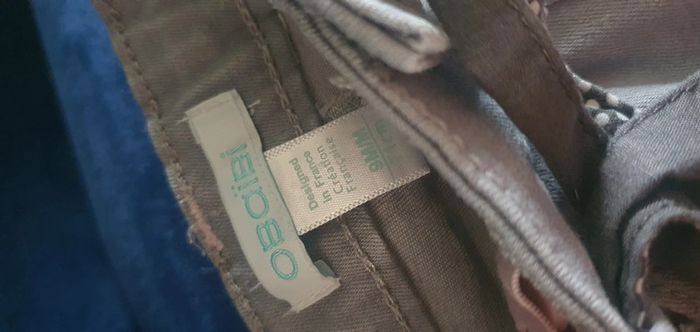 OBaïBi
Designed
in France
Création
Française
9M/M